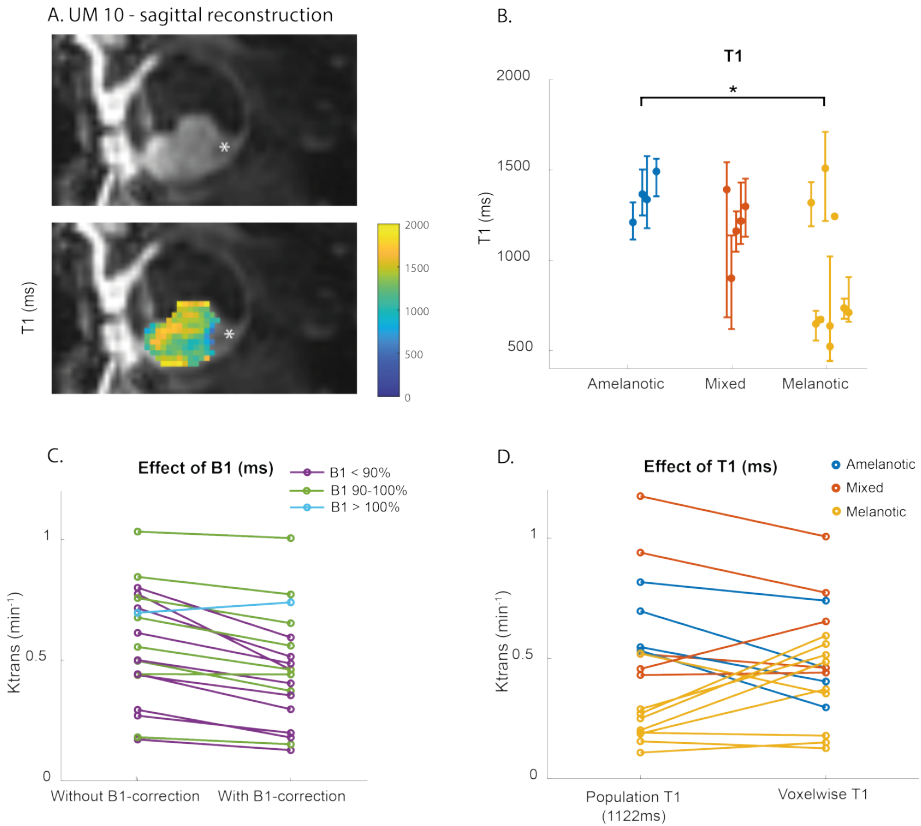 A. UM 10 - sagittal reconstruction
*
T1 (ms)
*
2000
1500
1000
500
0
B.
T1
*
T1 (ms)
2000
1500
1000
500
Amelanotic
Mixed
Melanotic
C.
Effect of B1 (ms)
B1 < 90%
B1 90-100%
B1 > 100%
Ktrans (min⁻¹)
1
0.5
0
Without B1-correction
With B1-correction
D.
Effect of T1 (ms)
Amelanotic
Mixed
Melanotic
Ktrans (min⁻¹)
1
0.5
0
Population T1
(1122ms)
Voxelwise T1